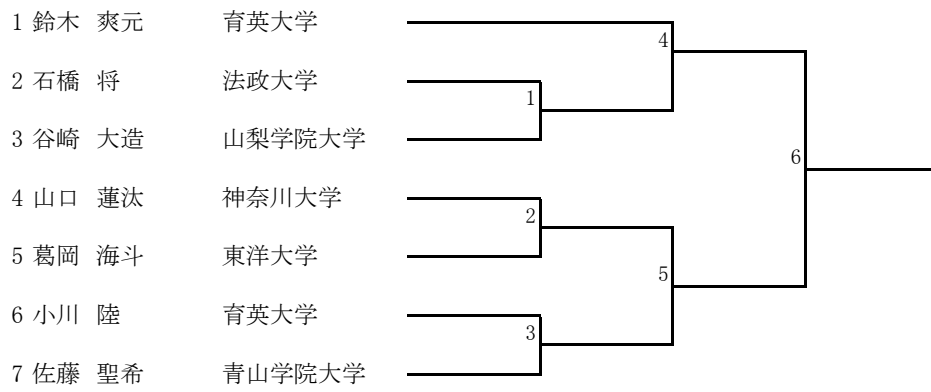 1 鈴木 爽元 育英大学
4
2 石橋 将 法政大学
1
3 谷崎 大造 山梨学院大学
6
4 山口 蓮汰 神奈川大学
2
5 葛岡 海斗 東洋大学
5
6 小川 陸 育英大学
3
7 佐藤 聖希 青山学院大学